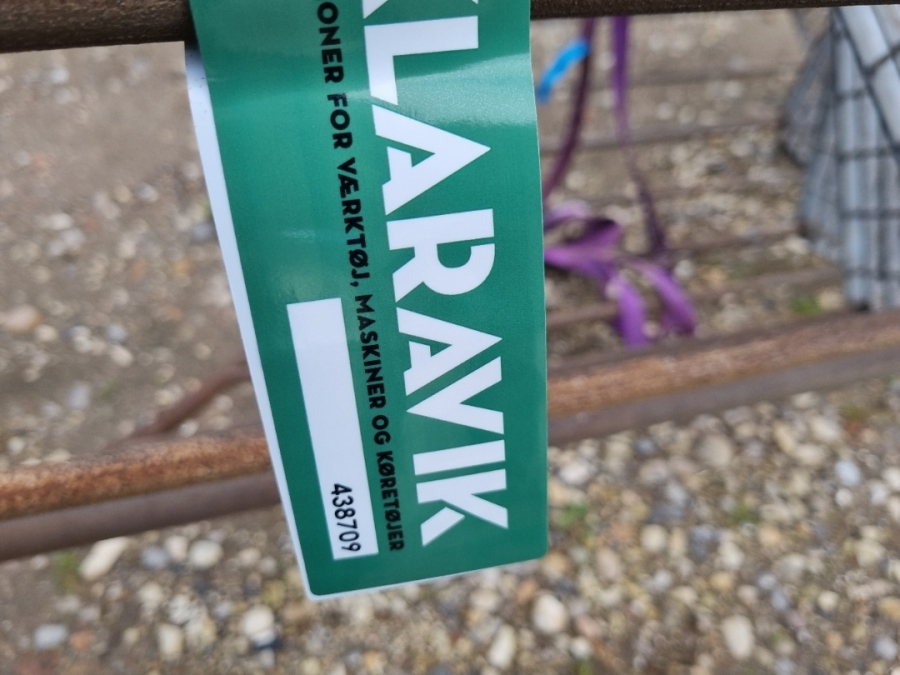 KLARAVIK
ONER FOR VÆRKTØJ, MASKINER OG KØRETØJER
438709